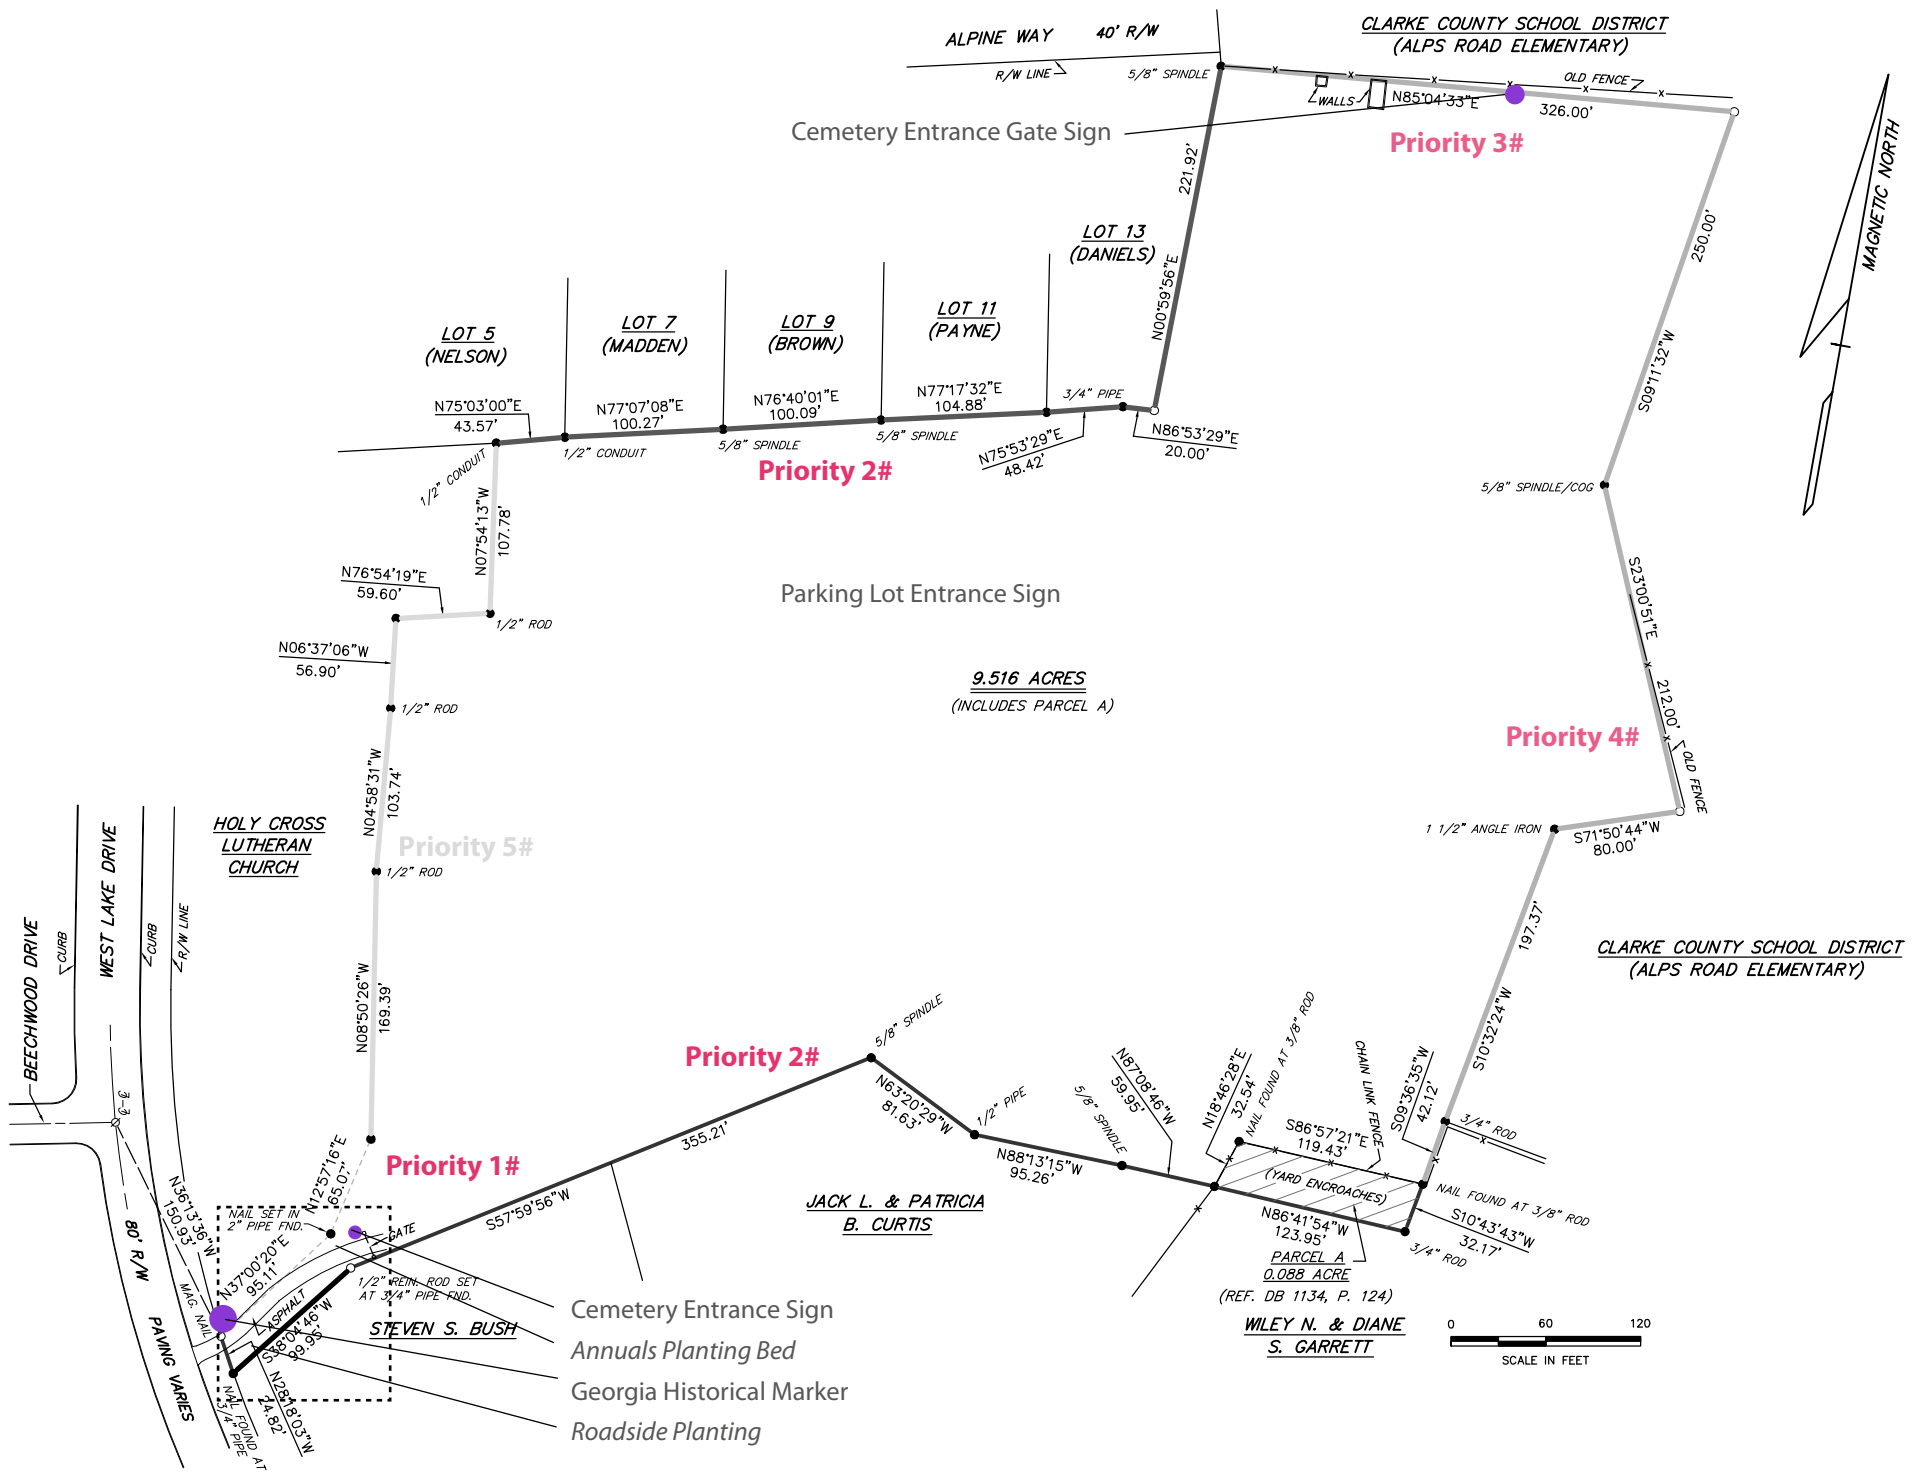 ALPINE WAY 40' R/W
R/W LINE
5/8" SPINDLE
CLARKE COUNTY SCHOOL DISTRICT
(ALPS ROAD ELEMENTARY)
OLD FENCE
WALLS
N85°04'33"E
326.00'
Cemetery Entrance Gate Sign
Priority 3#
MAGNETIC NORTH
221.92'
N00°59'56"E
250.00'
S09°11'32"W
LOT 13
(DANIELS)
LOT 11
(PAYNE)
LOT 9
(BROWN)
LOT 7
(MADDEN)
LOT 5
(NELSON)
N75°03'00"E
43.57'
N77°07'08"E
100.27'
N76°40'01"E
100.09'
N77°17'32"E
104.88'
3/4" PIPE
1/2" CONDUIT
1/2" CONDUIT
5/8" SPINDLE
5/8" SPINDLE
N75°53'29"E
48.42'
N86°53'29"E
20.00'
Priority 2#
5/8" SPINDLE/COG
N07°54'13"W
107.78'
N76°54'19"E
59.60'
1/2" ROD
Parking Lot Entrance Sign
N06°37'06"W
56.90'
1/2" ROD
9.516 ACRES
(INCLUDES PARCEL A)
S23°00'51"E
212.00'
OLD FENCE
Priority 4#
N04°58'31"W
103.74'
HOLY CROSS
LUTHERAN
CHURCH
Priority 5#
1/2" ROD
1 1/2" ANGLE IRON
S71°50'44"W
80.00'
BEECHWOOD DRIVE
CURB
WEST LAKE DRIVE
CURB
R/W LINE
N08°50'26"W
169.39'
197.37'
S10°32'24"W
CLARKE COUNTY SCHOOL DISTRICT
(ALPS ROAD ELEMENTARY)
5/8" SPINDLE
Priority 2#
N63°20'29"W
81.63'
1/2" PIPE
5/8" SPINDLE
N87°08'46"W
59.95'
N18°46'28"E
32.54'
NAIL FOUND AT 3/8" ROD
CHAIN LINK FENCE
S09°36'35"W
42.12'
3/4" ROD
S86°57'21"E
119.43'
(YARD ENCROACHES)
NAIL FOUND AT 3/8" ROD
3-3
N36°13'36"W
150.93'
N12°57'16"E
65.07'
Priority 1#
355.21'
S57°59'56"W
N88°13'15"W
95.26'
JACK L. & PATRICIA
B. CURTIS
N86°41'54"W
123.95'
S10°43'43"W
32.17'
3/4" ROD
PARCEL A
0.088 ACRE
(REF. DB 1134, P. 124)
WILEY N. & DIANE
S. GARRETT
0 60 120
SCALE IN FEET
NAIL SET IN
2" PIPE FND.
GATE
N37°00'20"E
95.11'
1/2" REIN. ROD SET
AT 3/4" PIPE FND.
80' R/W
PAVING VARIES
MAG. NAIL
ASPHALT
S38°04'46"W
99.95'
STEVEN S. BUSH
N28°18'03"W
24.82'
NAIL FOUND AT
3/4" PIPE
Cemetery Entrance Sign
Annuals Planting Bed
Georgia Historical Marker
Roadside Planting